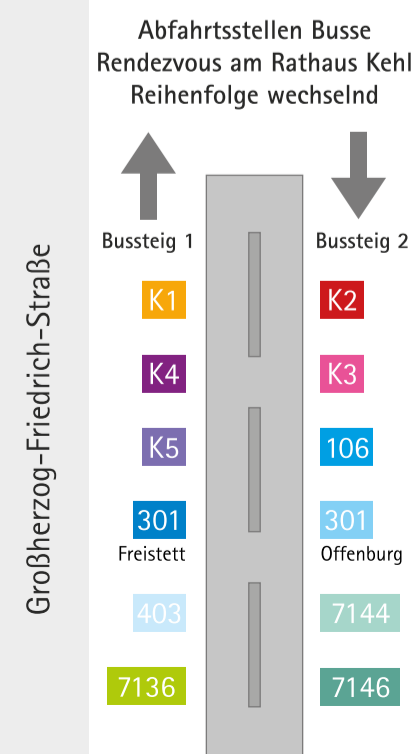 Abfahrtsstellen Busse
Rendezvous am Rathaus Kehl
Reihenfolge wechselnd
Großherzog-Friedrich-Straße
Bussteig 1
K1
K4
K5
301
Freistett
403
7136
Bussteig 2
K2
K3
106
301
Offenburg
7144
7146